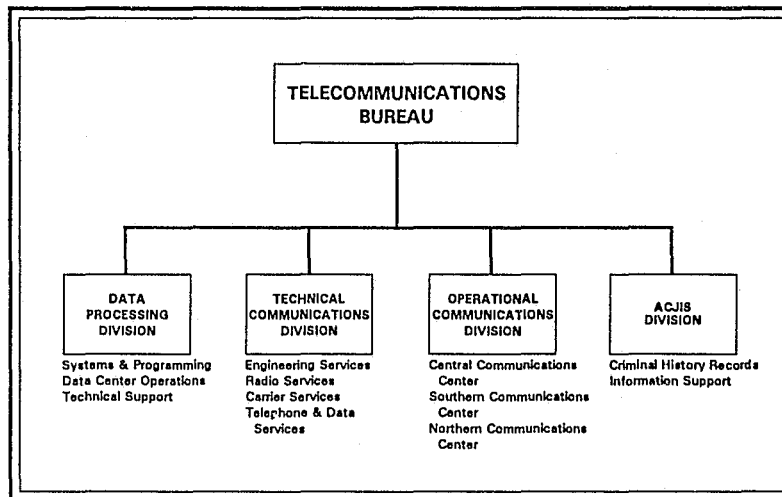 TELECOMMUNICATIONS
BUREAU
DATA
PROCESSING
DIVISION
Systems & Programming
Data Center Operations
Technical Support
TECHNICAL
COMMUNICATIONS
DIVISION
Engineering Services
Radio Services
Carrier Services
Telephone & Data
Services
OPERATIONAL
COMMUNICATIONS
DIVISION
Central Communications
Center
Southern Communications
Center
Northern Communications
Center
ACJIS
DIVISION
Criminal History Records
Information Support